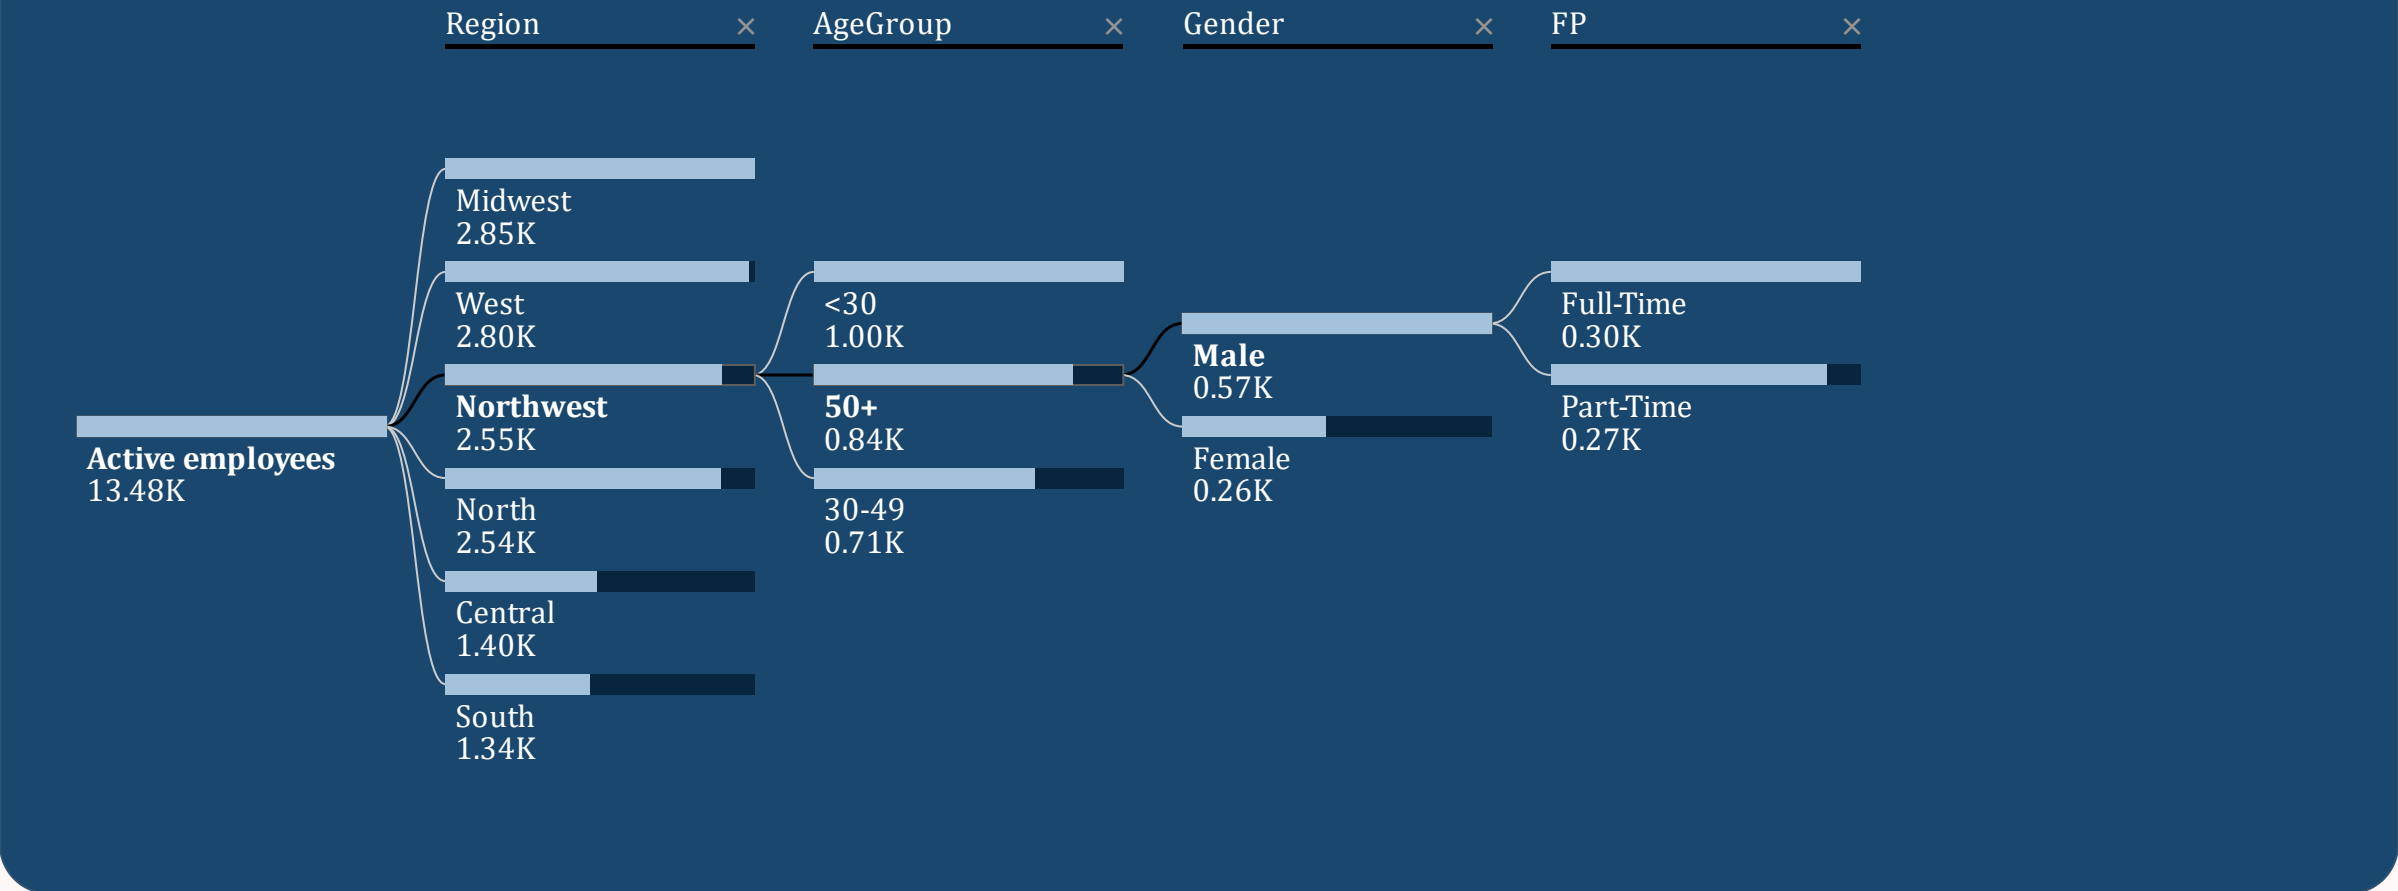 Region
AgeGroup
Gender
FP
Active employees
13.48K
Midwest
2.85K
West
2.80K
Northwest
2.55K
North
2.54K
Central
1.40K
South
1.34K
<30
1.00K
50+
0.84K
30-49
0.71K
Male
0.57K
Female
0.26K
Full-Time
0.30K
Part-Time
0.27K